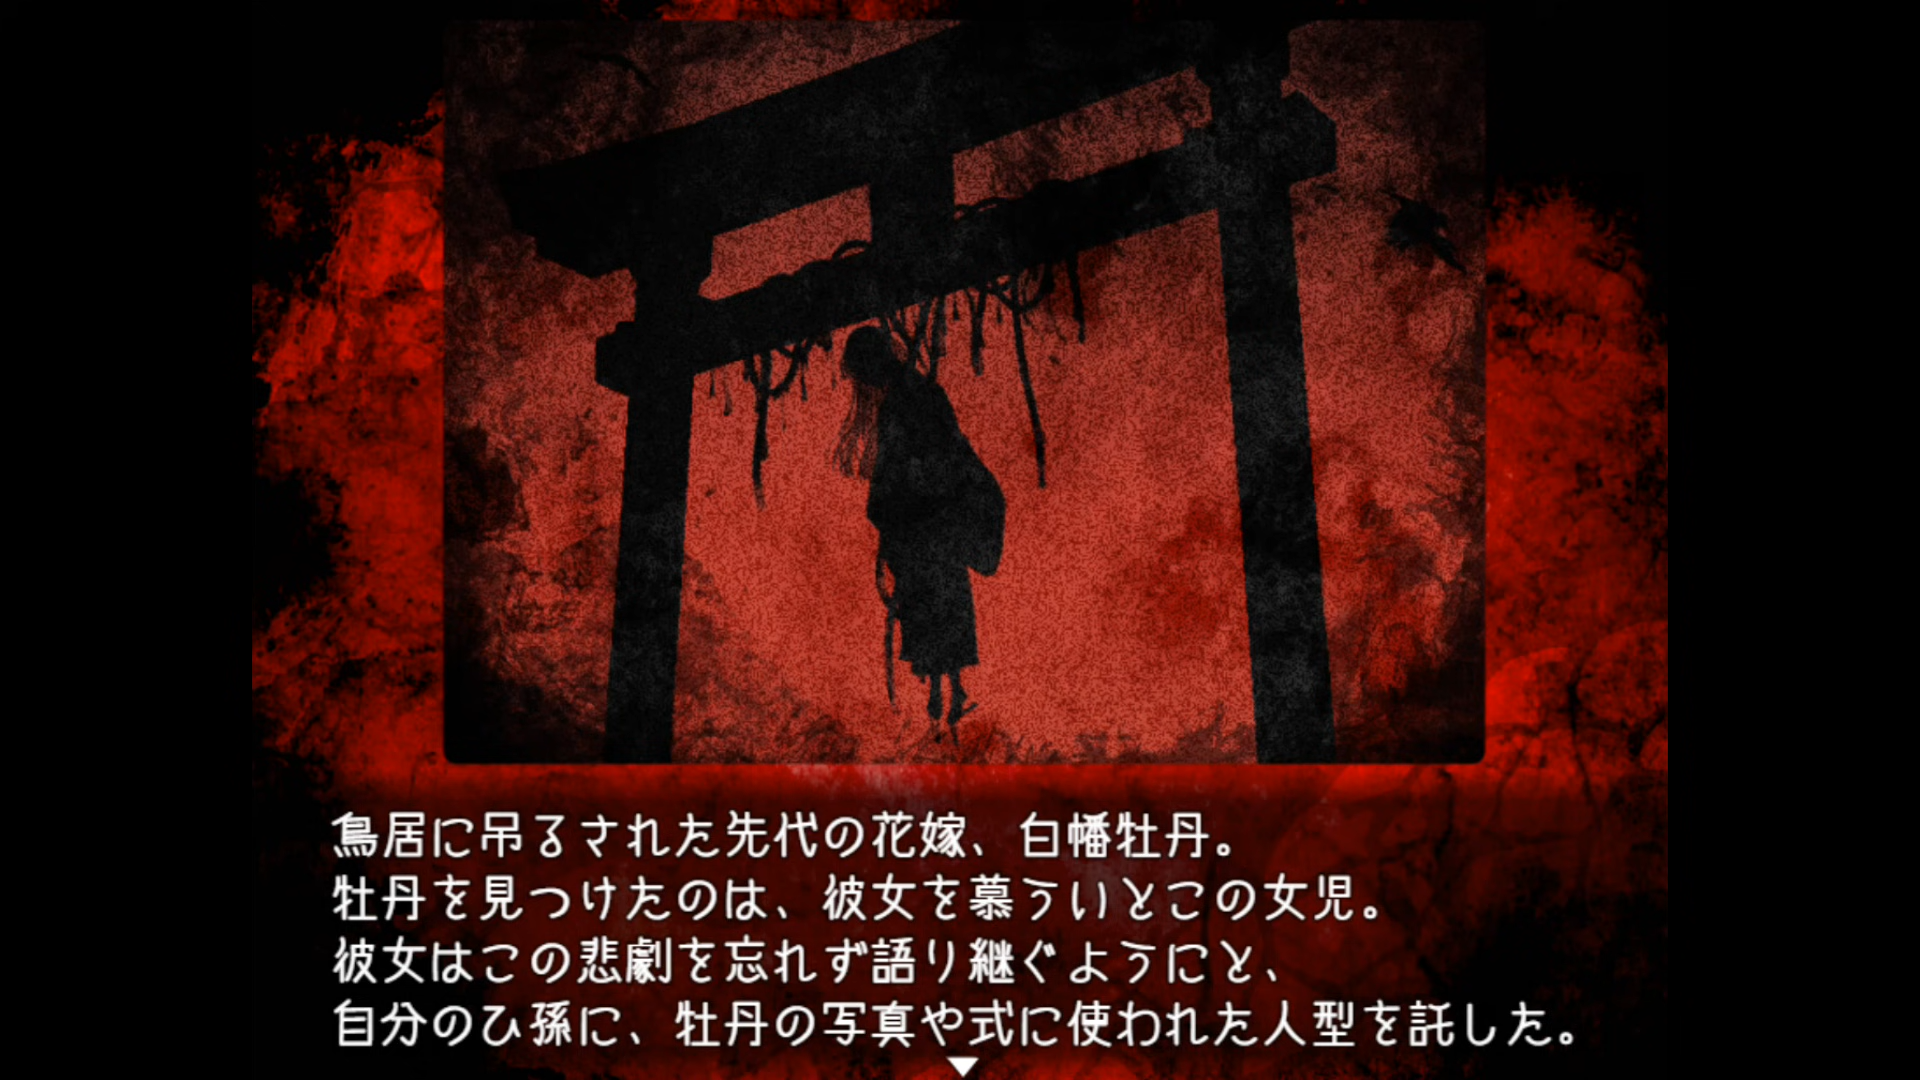 鳥居に吊るされた先代の花嫁、白幡牡丹。
牡丹を見つけたのは、彼女を慕ういとこの女児。
彼女はこの悲劇を忘れず語り継ぐようにと、
自分のひ孫に、牡丹の写真や式に使われた人型を託した。